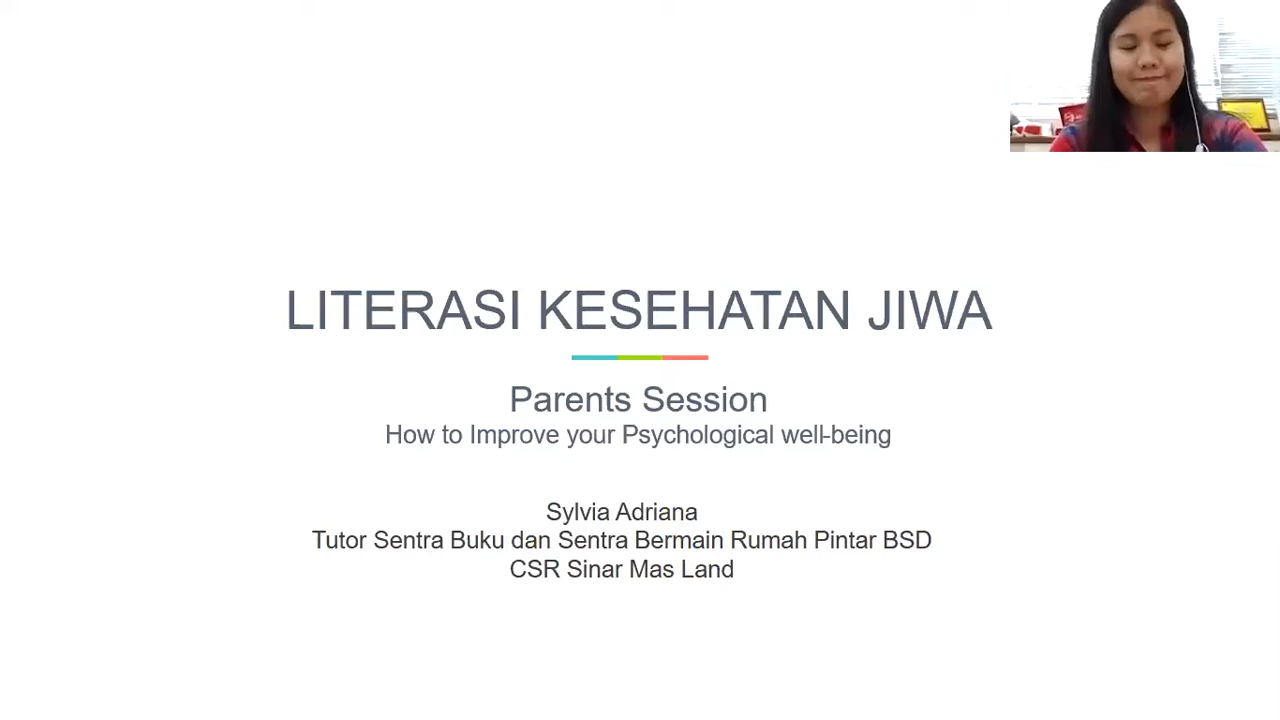 LITERASI KESEHATAN JIWA
Parents Session
How to Improve your Psychological well-being
Sylvia Adriana
Tutor Sentra Buku dan Sentra Bermain Rumah Pintar BSD
CSR Sinar Mas Land